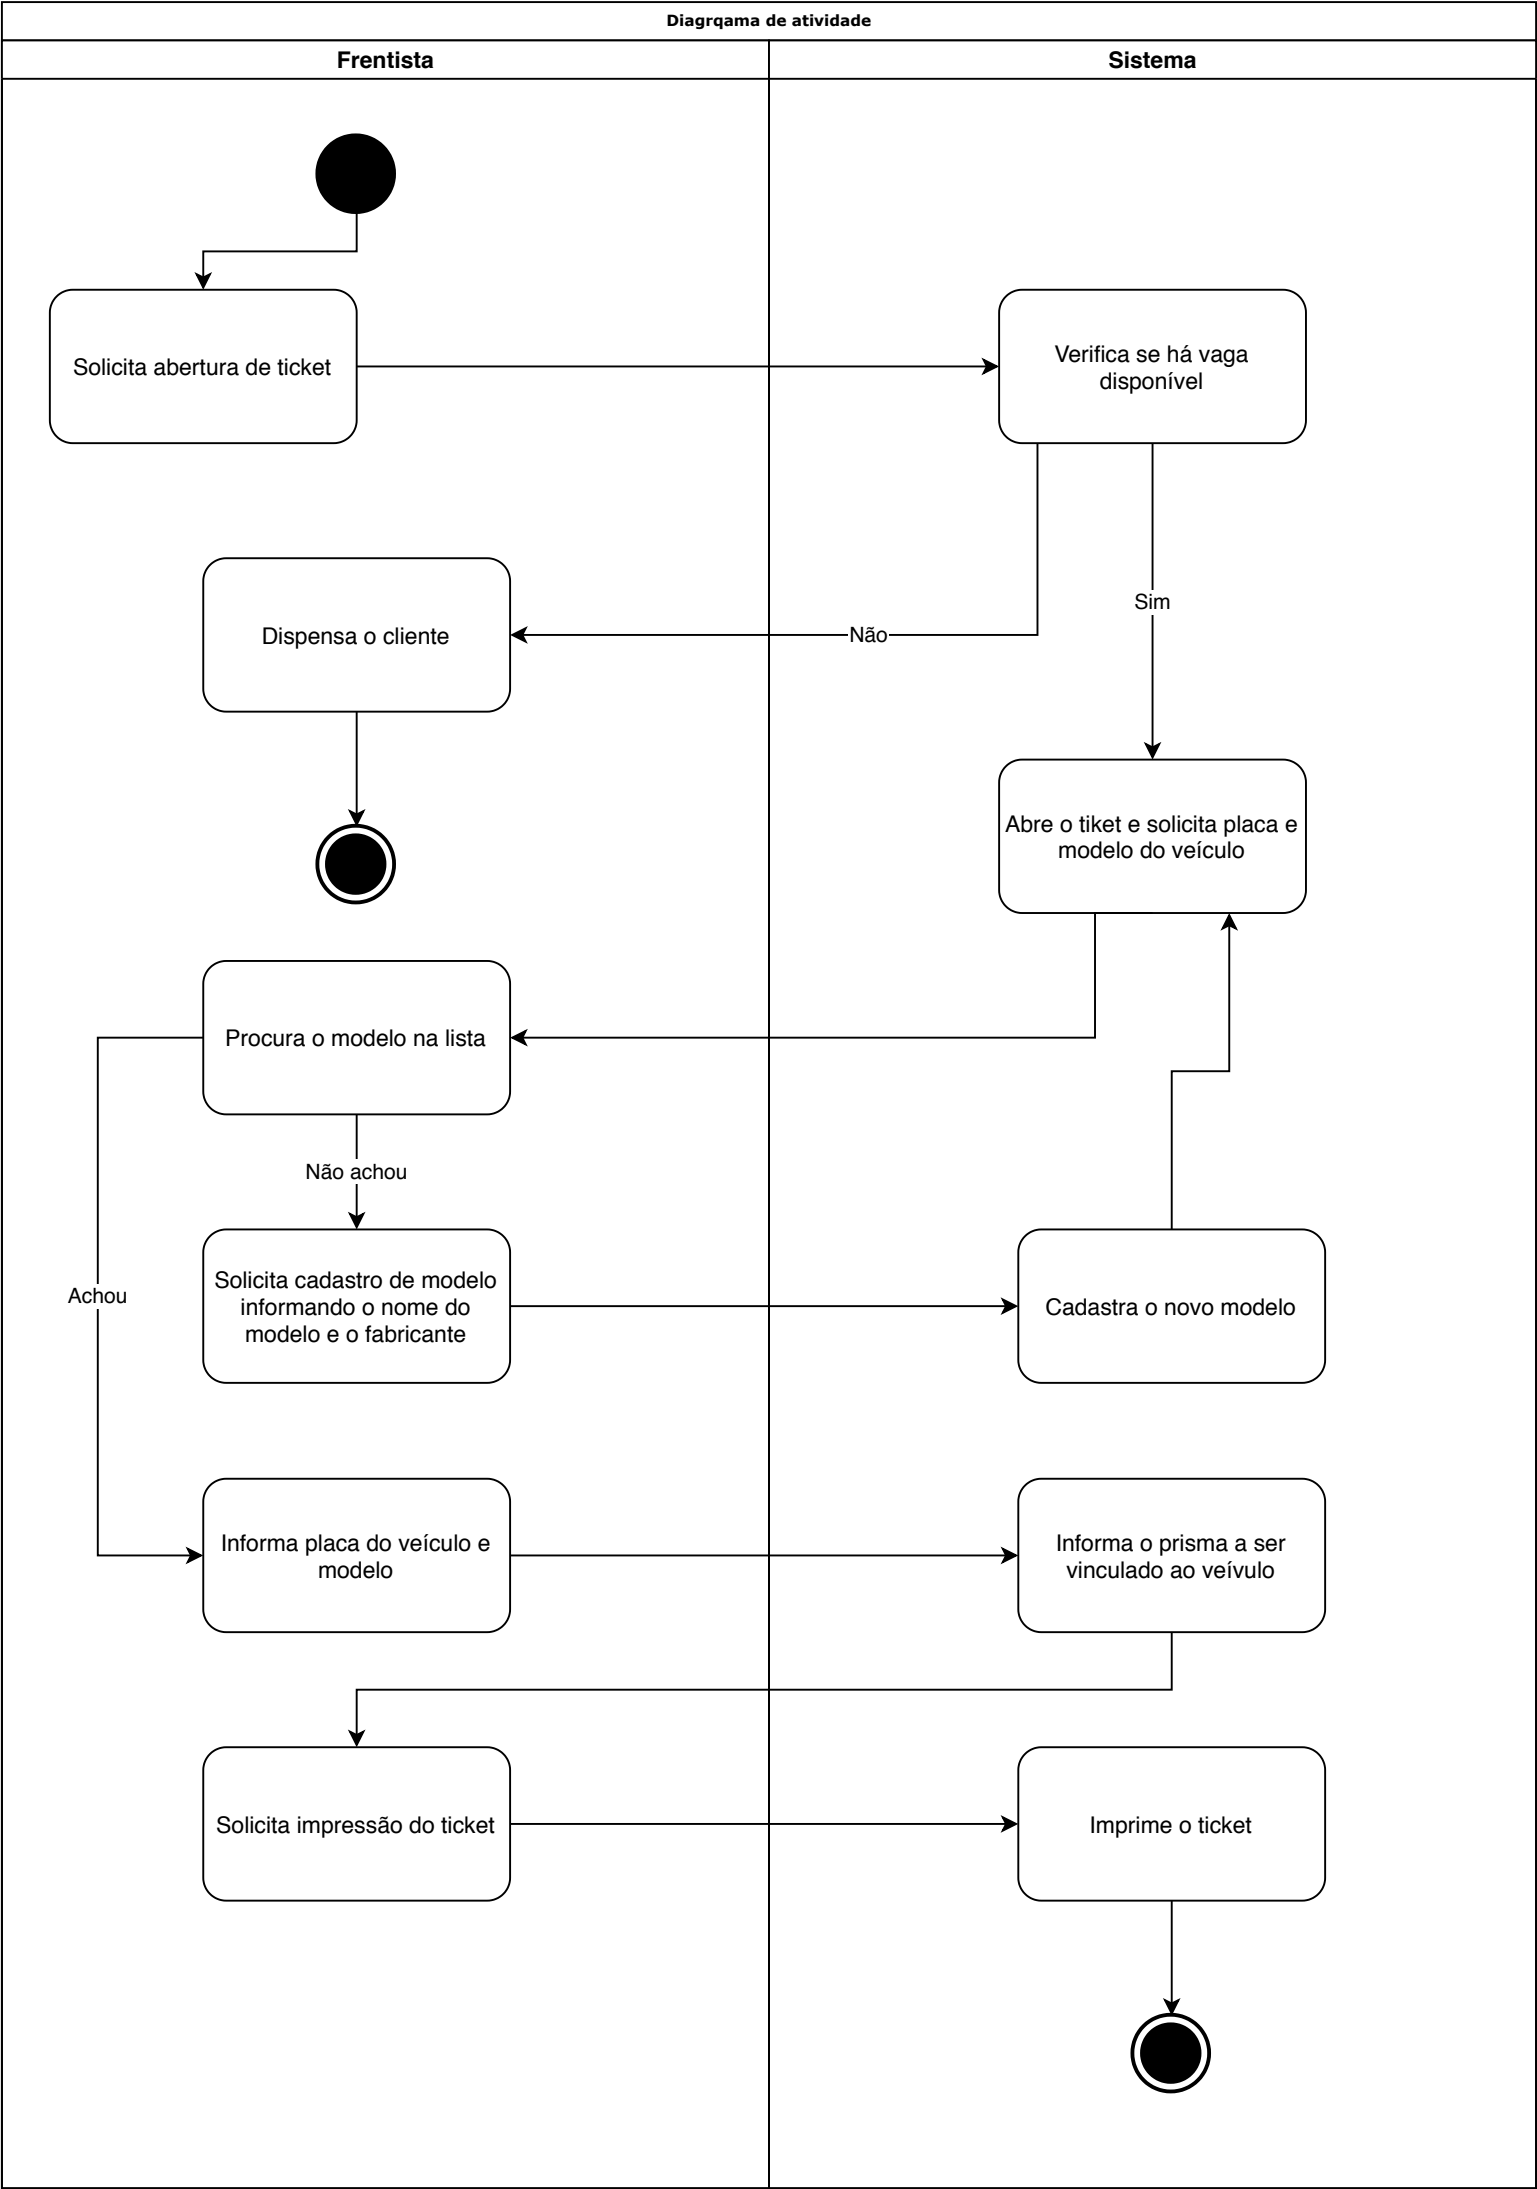 Diagrqama de atividade
Frentista
Sistema
Solicita abertura de ticket
Verifica se há vaga
disponível
Sim
Não
Dispensa o cliente
Abre o tiket e solicita placa e
modelo do veículo
Procura o modelo na lista
Não achou
Achou
Solicita cadastro de modelo
informando o nome do
modelo e o fabricante
Cadastra o novo modelo
Informa placa do veículo e
modelo
Informa o prisma a ser
vinculado ao veívulo
Solicita impressão do ticket
Imprime o ticket